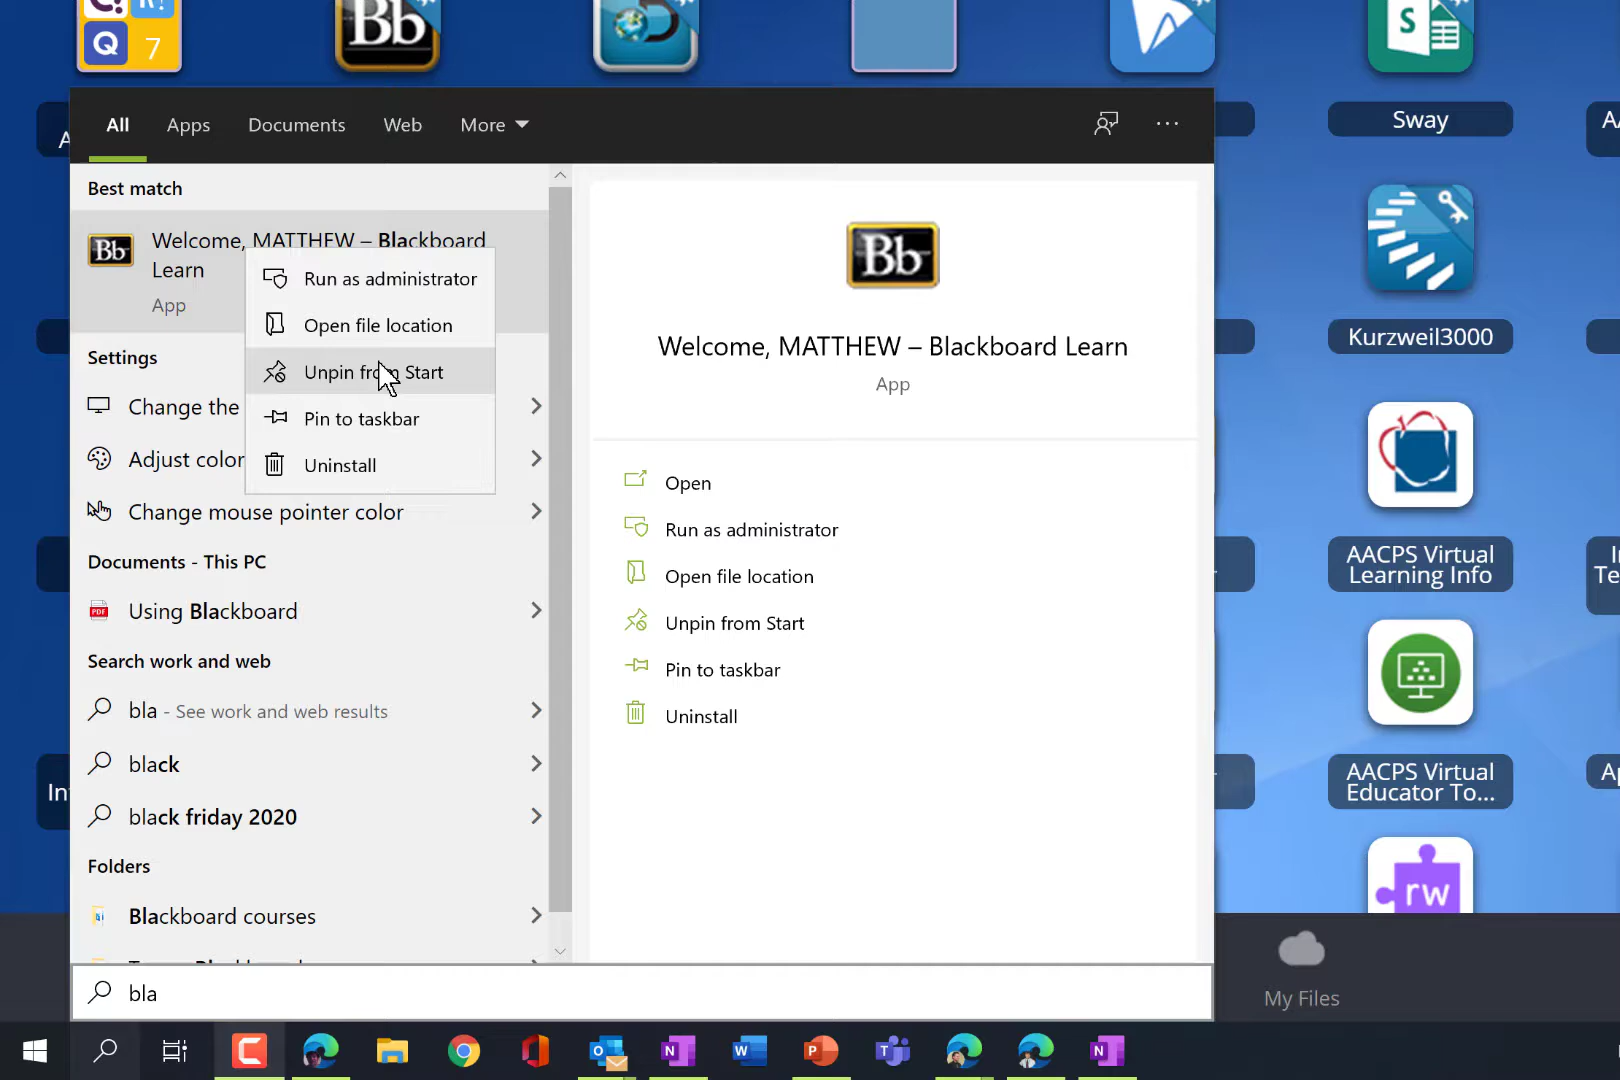 Q 7
Bb
S
All Apps Documents Web More
Sway
Best match
Welcome, MATTHEW – Blackboard
Learn
App
Run as administrator
Open file location
Unpin from Start
Pin to taskbar
Uninstall
Settings
Change the
Adjust color
Change mouse pointer color
Documents - This PC
PDF
Using Blackboard
Search work and web
bla - See work and web results
black
black friday 2020
Folders
Blackboard courses
bla
Bb
Welcome, MATTHEW – Blackboard Learn
App
Open
Run as administrator
Open file location
Unpin from Start
Pin to taskbar
Uninstall
Kurzweil3000
AACPS Virtual
Learning Info
AACPS Virtual
Educator To...
rw
My Files